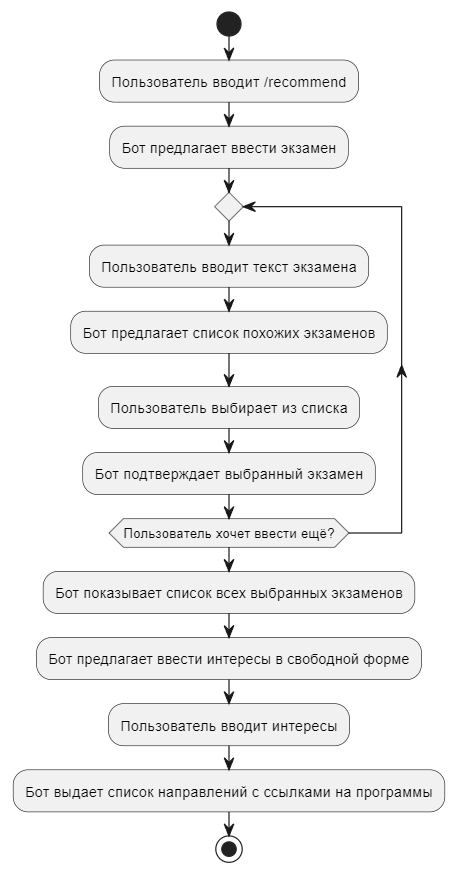 Пользователь вводит /recommend
Бот предлагает ввести экзамен
Пользователь вводит текст экзамена
Бот предлагает список похожих экзаменов
Пользователь выбирает из списка
Бот подтверждает выбранный экзамен
Пользователь хочет ввести ещё?
Бот показывает список всех выбранных экзаменов
Бот предлагает ввести интересы в свободной форме
Пользователь вводит интересы
Бот выдает список направлений с ссылками на программы